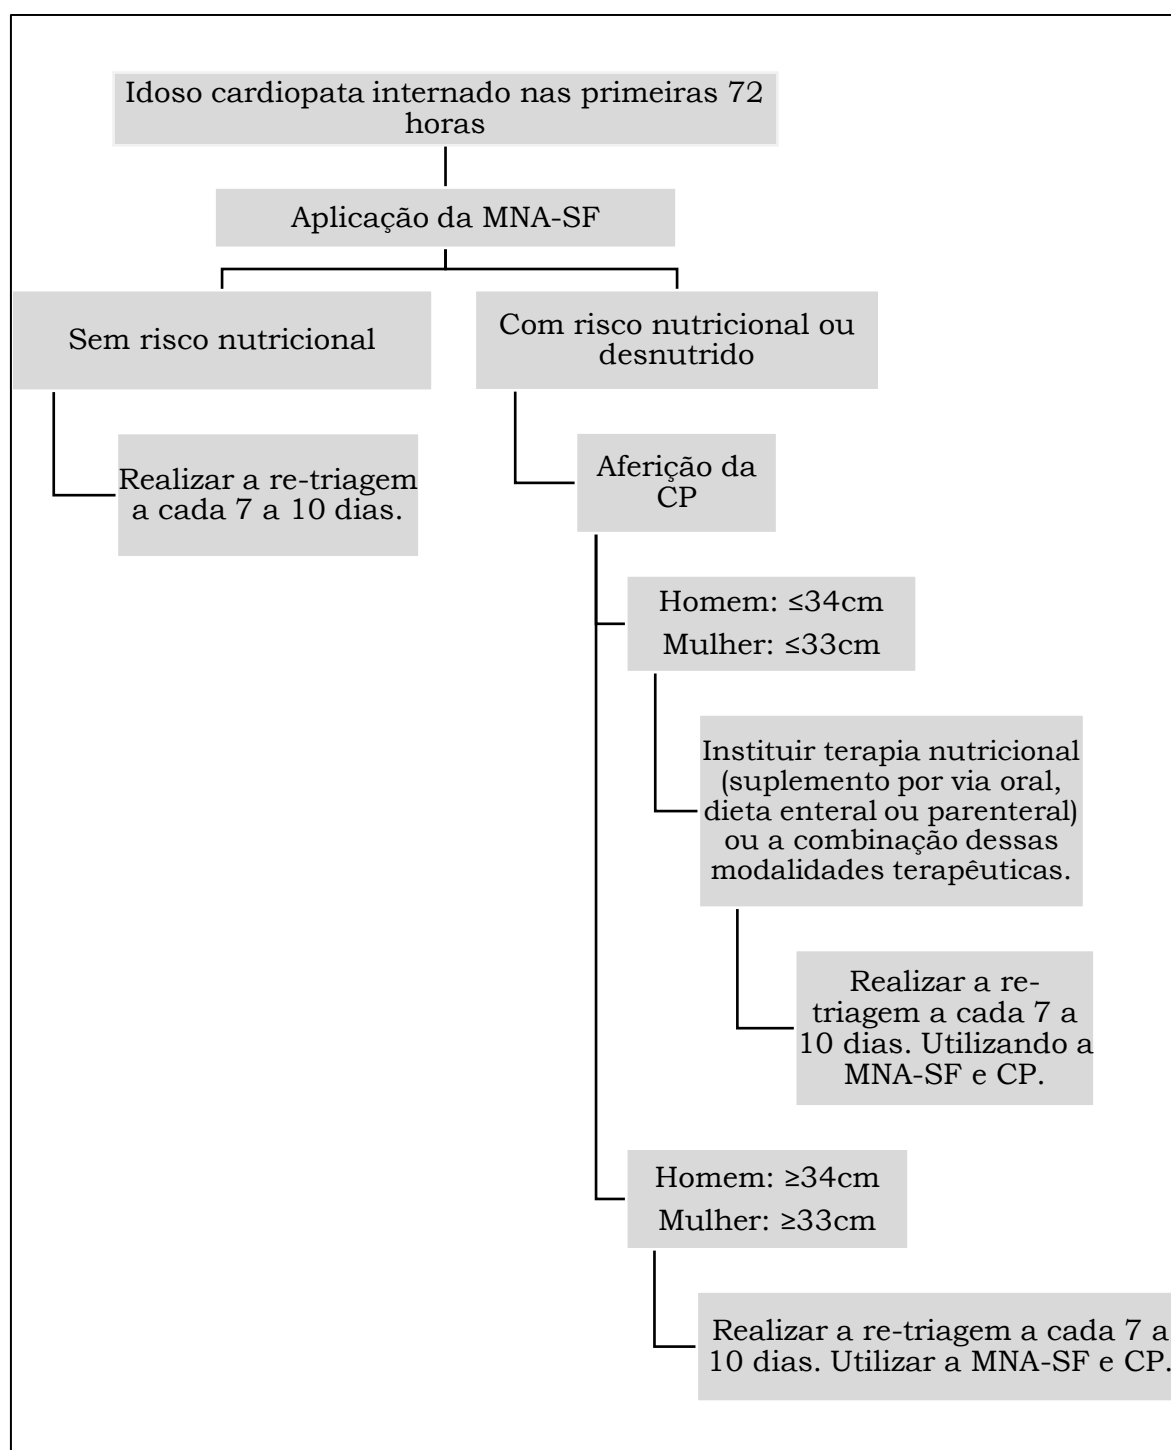 Idoso cardiopata internado nas primeiras 72
horas
Aplicação da MNA-SF
Sem risco nutricional
Com risco nutricional ou
desnutrido
Realizar a re-triagem
a cada 7 a 10 dias.
Aferição da
CP
Homem: ≤34cm
Mulher: ≤33cm
Instituir terapia nutricional
(suplemento por via oral,
dieta enteral ou parenteral)
ou a combinação dessas
modalidades terapêuticas.
Realizar a re-
triagem a cada 7 a
10 dias. Utilizando a
MNA-SF e CP.
Homem: ≥34cm
Mulher: ≥33cm
Realizar a re-triagem a cada 7 a
10 dias. Utilizar a MNA-SF e CP.